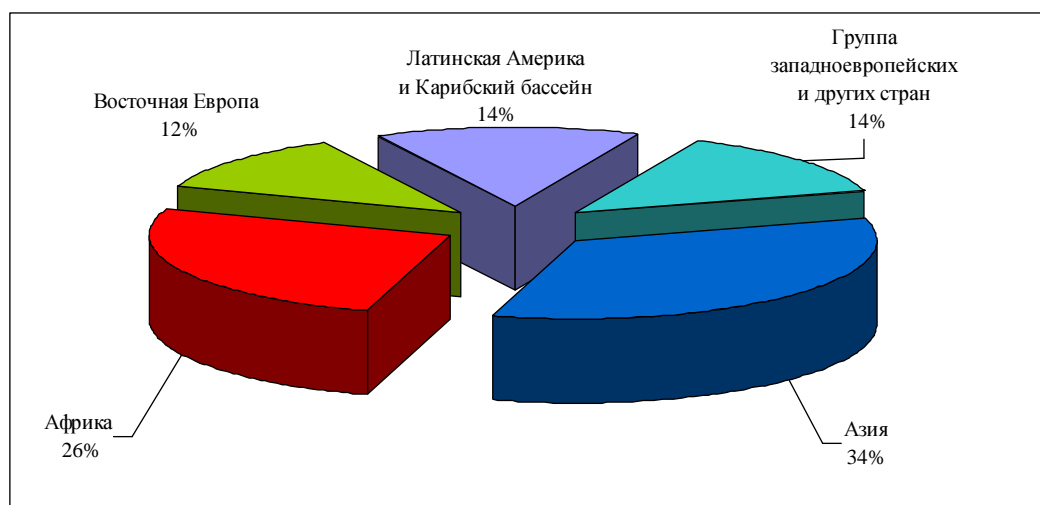 Латинская Америка
и Карибский бассейн
14%
Группа
западноевропейских
и других стран
14%
Восточная Европа
12%
Африка
26%
Азия
34%